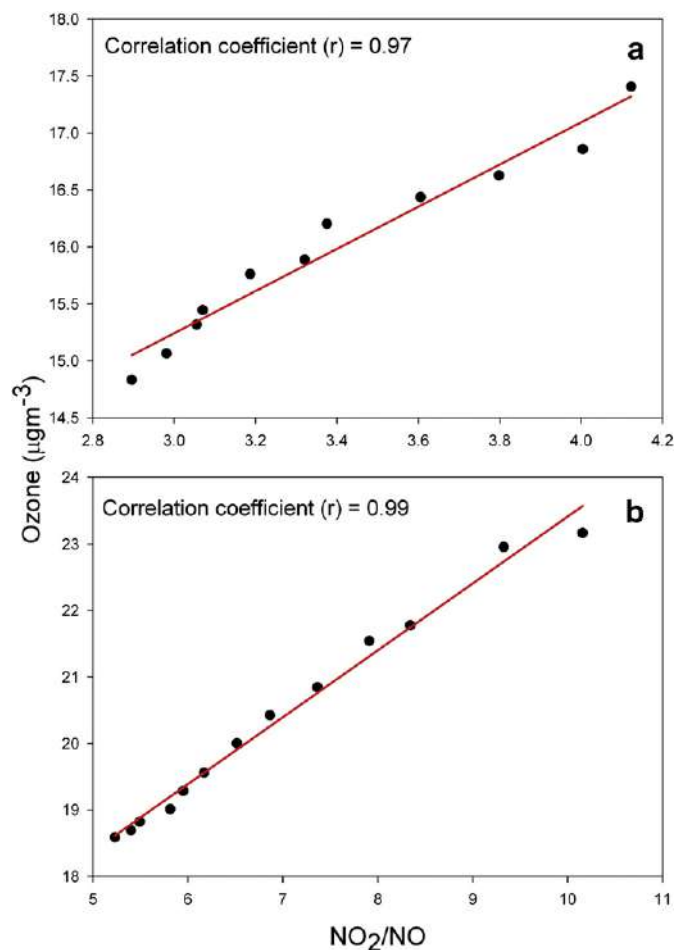 18.0
Correlation coefficient (r) = 0.97
a
17.5
17.0
16.5
16.0
15.5
15.0
14.5
2.8 3.0 3.2 3.4 3.6 3.8 4.0 4.2
Ozone (μgm⁻³)
24
Correlation coefficient (r) = 0.99
b
23
22
21
20
19
18
5 6 7 8 9 10 11
NO₂/NO